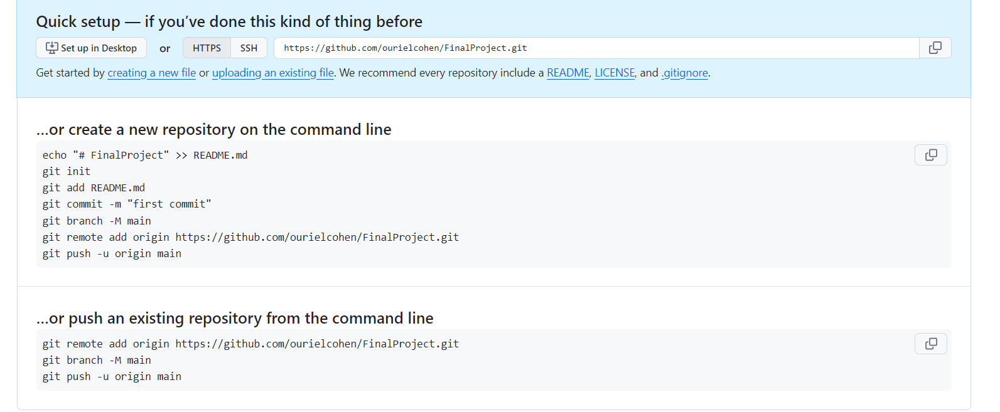 Quick setup — if you’ve done this kind of thing before
Set up in Desktop or HTTPS SSH https://github.com/ourielcohen/FinalProject.git
Get started by creating a new file or uploading an existing file. We recommend every repository include a README, LICENSE, and .gitignore.
…or create a new repository on the command line
echo "# FinalProject" >> README.md
git init
git add README.md
git commit -m "first commit"
git branch -M main
git remote add origin https://github.com/ourielcohen/FinalProject.git
git push -u origin main
…or push an existing repository from the command line
git remote add origin https://github.com/ourielcohen/FinalProject.git
git branch -M main
git push -u origin main